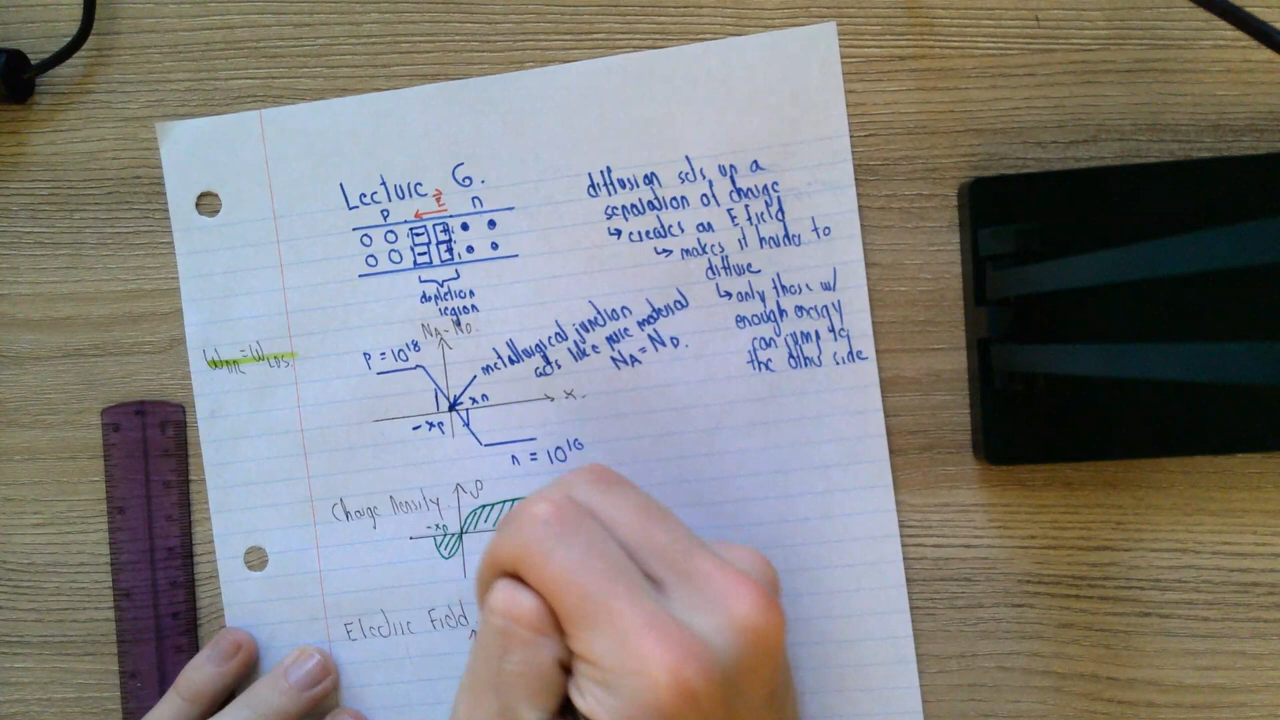 Lecture 6.
E
p n
- +
- +
depletion
region
diffusion sets up a
separation of charge
↳ creates an E field
↳ makes it harder to
diffuse
↳ only those w/
enough energy
can jump to
the other side
NA - ND.
p = 10^18
metallurgical junction
acts like pure material
NA = ND.
xn
x.
-xp
n = 10^16
Charge Density
ρ
-xp
Electric Field